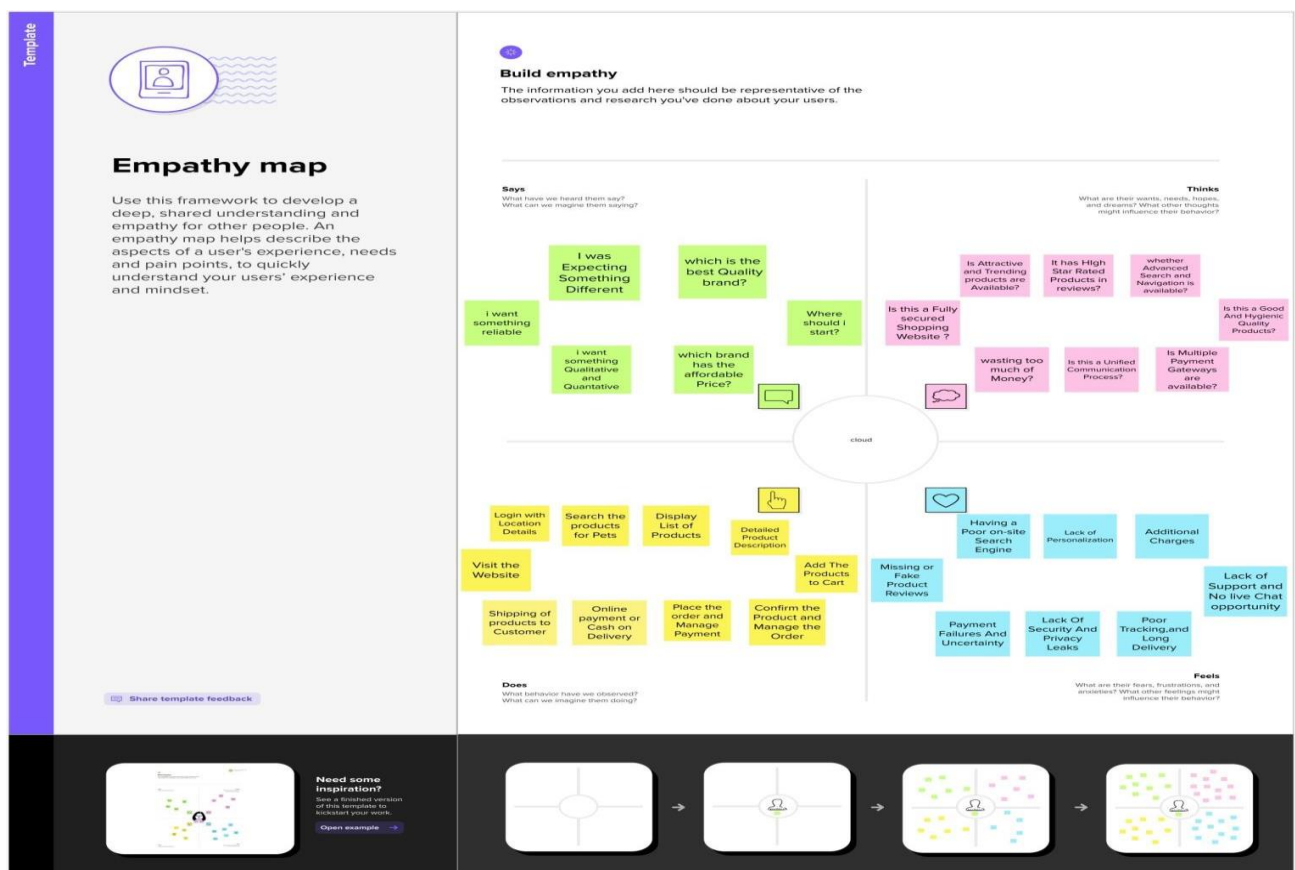 Template
Empathy map
Use this framework to develop a
deep, shared understanding and
empathy for other people. An
empathy map helps describe the
aspects of a user's experience, needs
and pain points, to quickly
understand your users' experience
and mindset.
Share template feedback
Build empathy
The information you add here should be representative of the
observations and research you've done about your users.
Says
What have we heard them say?
What can we imagine them saying?
I was
Expecting
Something
Different
which is the
best Quality
brand?
i want
something
reliable
Where
should i
start?
i want
something
Qualitative
and
Quantative
which brand
has the
affordable
Price?
Thinks
What are their wants, needs, hopes,
and dreams? What other thoughts
might influence their behavior?
Is Attractive
and Trending
products are
Available?
It has HIgh
Star Rated
Products in
reviews?
whether
Advanced
Search and
Navigation is
available?
Is this a Fully
secured
Shopping
Website ?
Is this a Good
And Hygienic
Quality
Products?
wasting too
much of
Money?
Is this a Unified
Communication
Process?
Is Multiple
Payment
Gateways
are
available?
cloud
Login with
Location
Details
Search the
products
for Pets
Display
List of
Products
Detailed
Product
Description
Visit the
Website
Add The
Products
to Cart
Shipping of
products to
Customer
Online
payment or
Cash on
Delivery
Place the
order and
Manage
Payment
Confirm the
Product and
Manage the
Order
Does
What behavior have we observed?
What can we imagine them doing?
Having a
Poor on-site
Search
Engine
Lack of
Personalization
Additional
Charges
Missing or
Fake
Product
Reviews
Lack of
Support and
No live Chat
opportunity
Payment
Failures And
Uncertainty
Lack Of
Security And
Privacy
Leaks
Poor
Tracking,and
Long
Delivery
Feels
What are their fears, frustrations, and
anxieties? What other feelings might
influence their behavior?
Need some
inspiration?
See a finished version
of this template to
kickstart your work.
Open example